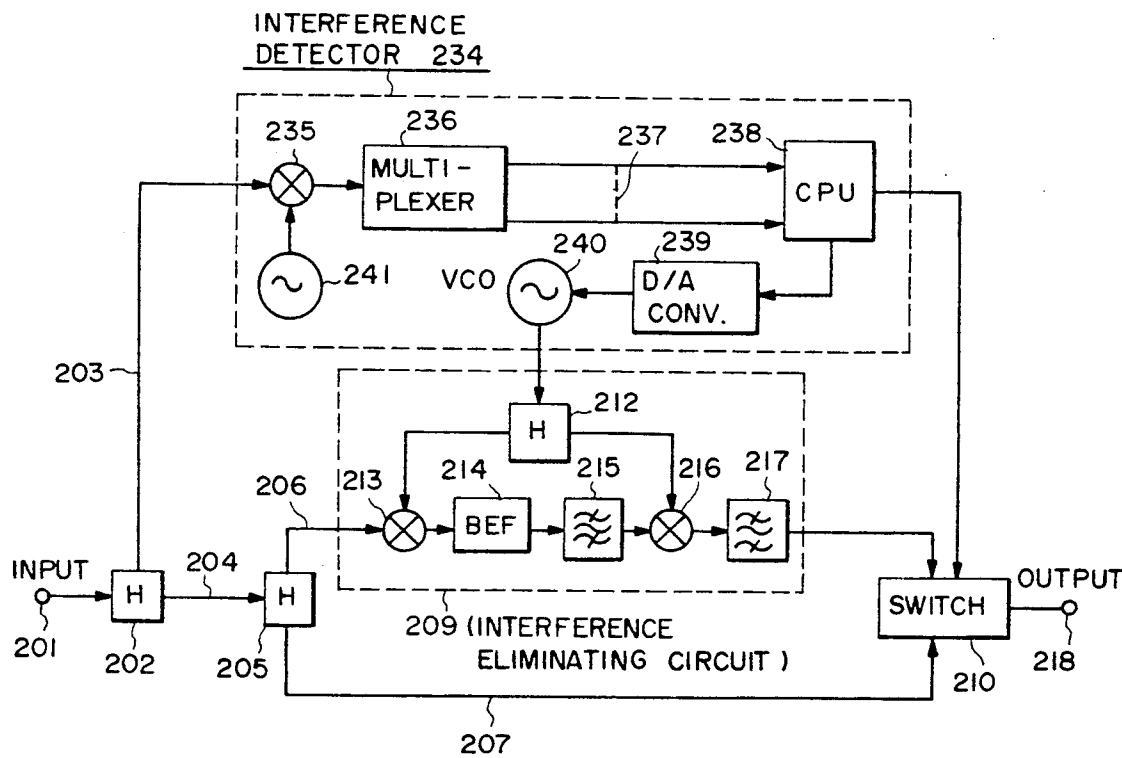 INTERFERENCE
DETECTOR 234
235
236
237
238
MULTI-
PLEXER
CPU
241
VCO
240
239
D/A
CONV.
203
H
212
206
213
214
215
216
217
BEF
INPUT
204
H
H
SWITCH
OUTPUT
201
202
205
209 (INTERFERENCE
ELIMINATING CIRCUIT)
210
218
207